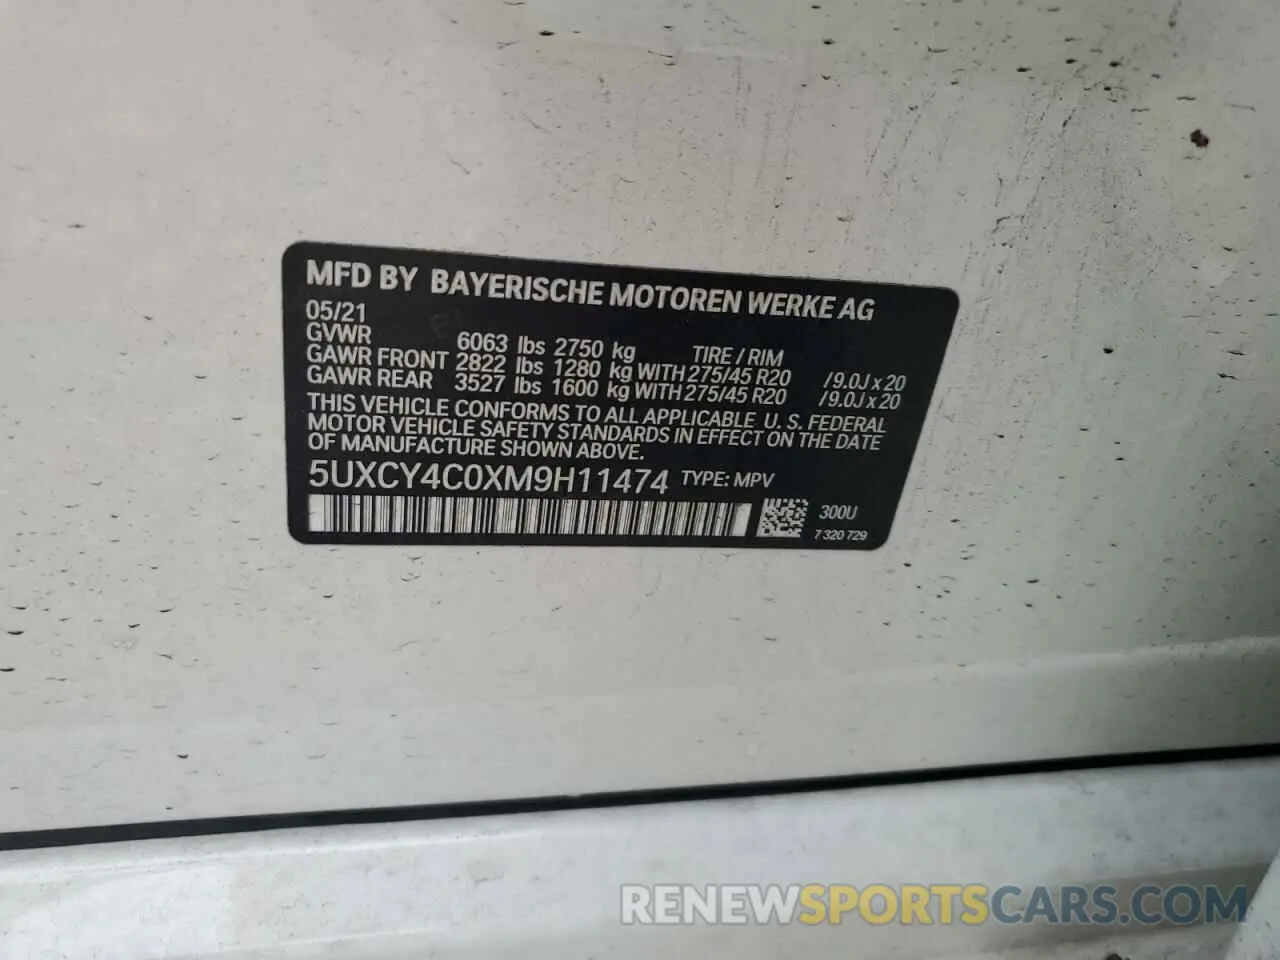 MFD BY BAYERISCHE MOTOREN WERKE AG
05/21
GVWR 6063 lbs 2750 kg TIRE / RIM
GAWR FRONT 2822 lbs 1280 kg WITH 275/45 R20 / 9.0J x 20
GAWR REAR 3527 lbs 1600 kg WITH 275/45 R20 / 9.0J x 20
THIS VEHICLE CONFORMS TO ALL APPLICABLE U. S. FEDERAL
MOTOR VEHICLE SAFETY STANDARDS IN EFFECT ON THE DATE
OF MANUFACTURE SHOWN ABOVE.
5UXCY4C0XM9H11474 TYPE: MPV
300U
7 320 729
RENEWSPORTSCARS.COM